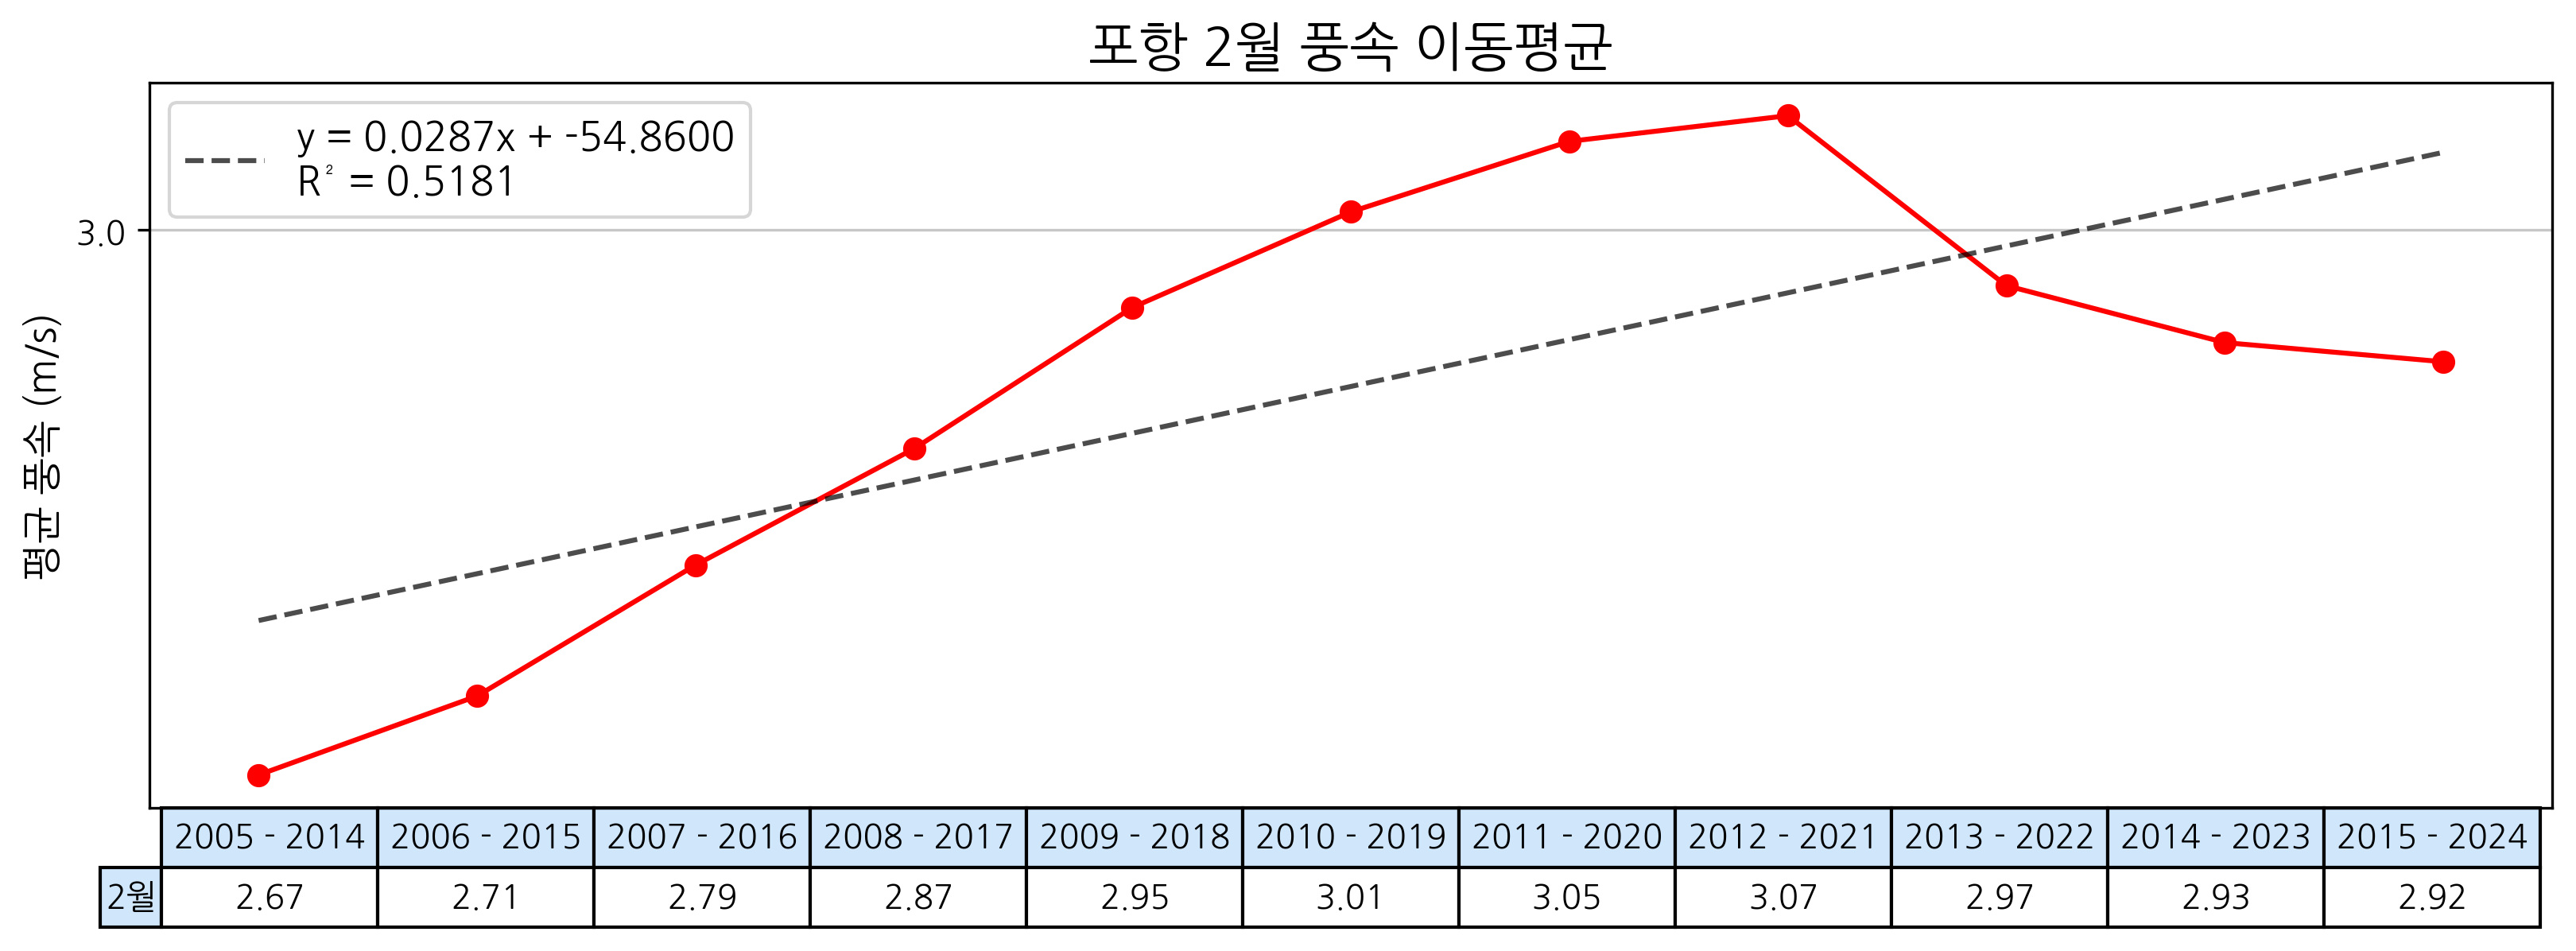 포항 2월 풍속 이동평균
y = 0.0287x + -54.8600
R² = 0.5181
3.0
평균 풍속 (m/s)
2005 - 2014 2006 - 2015 2007 - 2016 2008 - 2017 2009 - 2018 2010 - 2019 2011 - 2020 2012 - 2021 2013 - 2022 2014 - 2023 2015 - 2024
2월 2.67 2.71 2.79 2.87 2.95 3.01 3.05 3.07 2.97 2.93 2.92